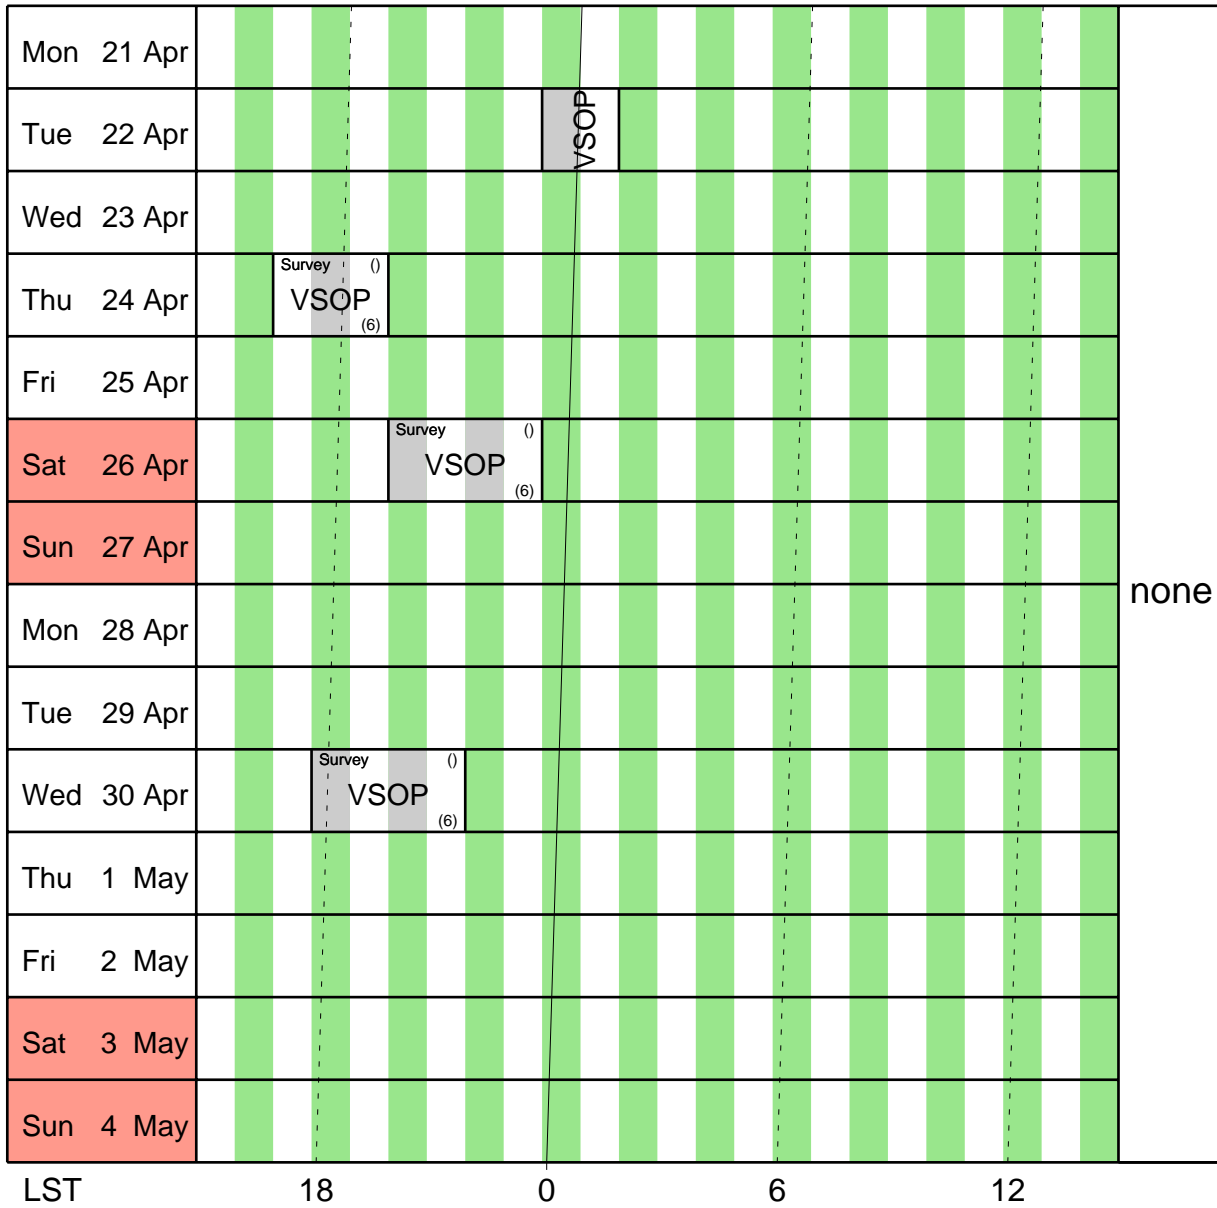 Mon 21 Apr
Tue 22 Apr
VSOP
Wed 23 Apr
Thu 24 Apr
Survey ()
VSOP
(6)
Fri 25 Apr
Sat 26 Apr
Survey ()
VSOP
(6)
Sun 27 Apr
none
Mon 28 Apr
Tue 29 Apr
Wed 30 Apr
Survey ()
VSOP
(6)
Thu 1 May
Fri 2 May
Sat 3 May
Sun 4 May
LST 18 0 6 12